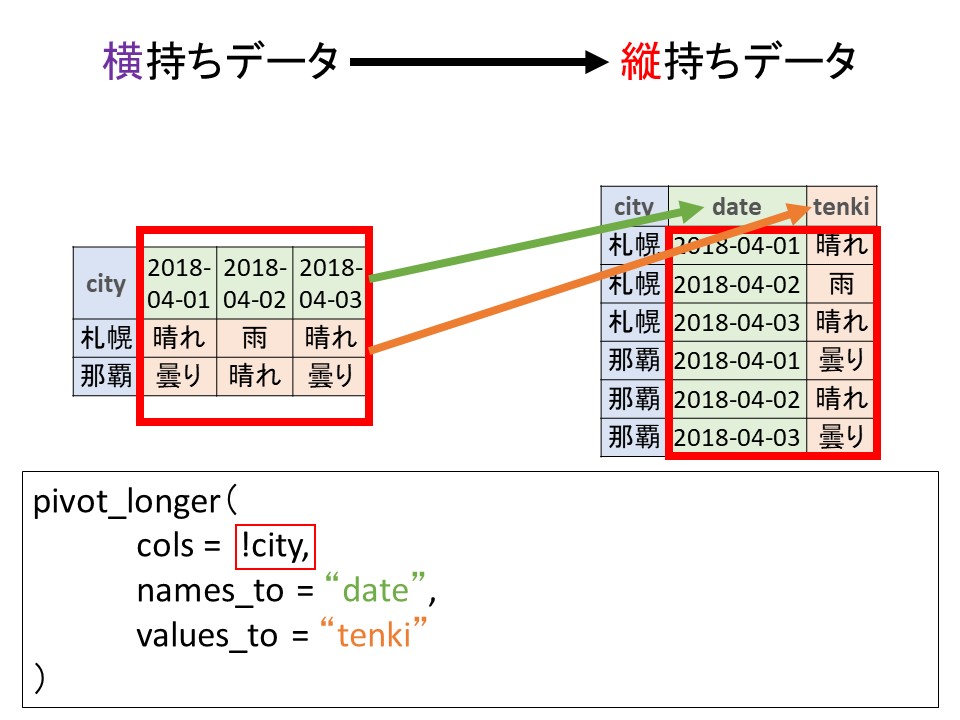 横持ちデータ 縦持ちデータ
city 2018-04-01 2018-04-02 2018-04-03
札幌 晴れ 雨 晴れ
那覇 曇り 晴れ 曇り
city date tenki
札幌 2018-04-01 晴れ
札幌 2018-04-02 雨
札幌 2018-04-03 晴れ
那覇 2018-04-01 曇り
那覇 2018-04-02 晴れ
那覇 2018-04-03 曇り
pivot_longer（
cols = !city,
names_to = “date”,
values_to = “tenki”
）